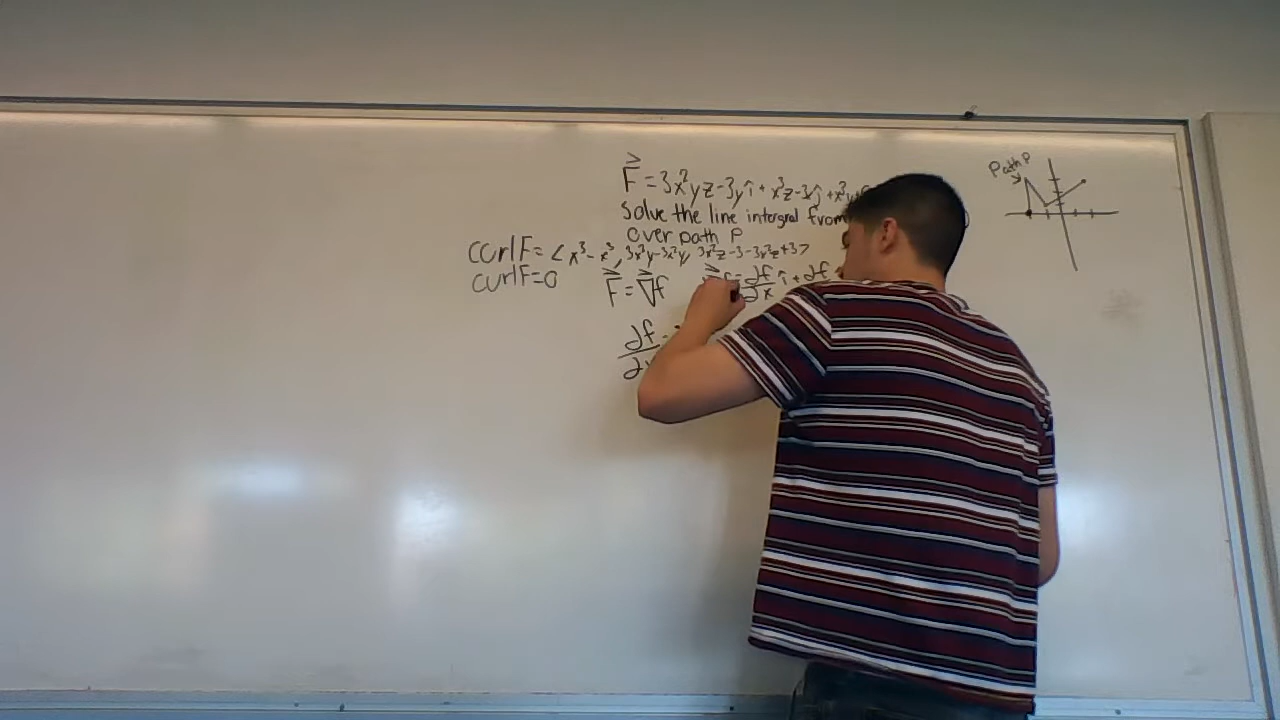 F⃗ = 3x²yz - 3y î + x³z - 3x ĵ + x³y
Path P
Solve the line intergral from
over path P
curlF = < x³ - x³, 3x²y - 3x²y, 3x²z - 3 - 3x²z + 3 >
curlF = 0
F⃗ = ∇⃗f
f = ∂f/∂x î + ∂f
∂f